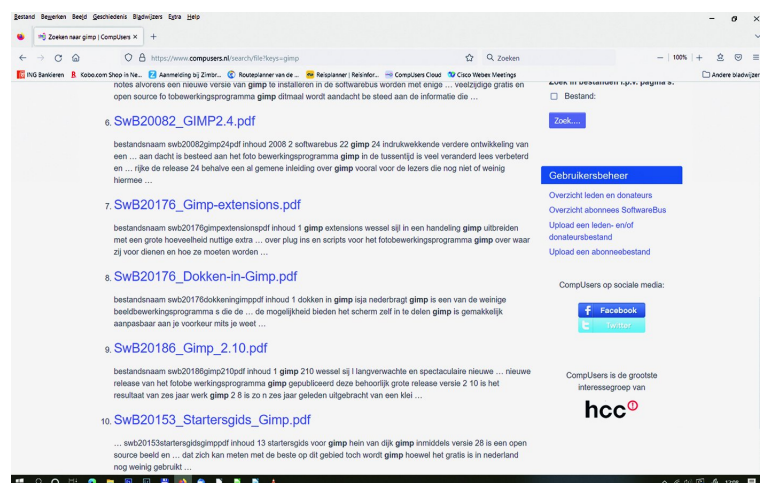 Bestand Bewerken Beeld Geschiedenis Bladwijzers Extra Help
Zoeken naar gimp | CompUsers
https://www.compusers.nl/search/file?keys=gimp
Zoeken
100%
ING Bankieren Kobo.com Shop in Ne... Aanmelding bij Zimbr... Routeplanner van de ... Reisplanner | Reisinfor... CompUsers Cloud Cisco Webex Meetings Andere bladwijzer
notes alvorens een nieuwe versie van gimp te installeren in de softwarebus worden met enige … veelzijdige gratis en
open source fo tobewerkingsprogramma gimp ditmaal wordt aandacht be steed aan de informatie die …
6. SwB20082_GIMP2.4.pdf
bestandsnaam swb20082gimp24pdf inhoud 2008 2 softwarebus 22 gimp 24 indrukwekkende verdere ontwikkeling van
een … aan dacht is besteed aan het foto bewerkingsprogramma gimp in de tussentijd is veel veranderd lees verbeterd
en … rijke de release 24 behalve een al gemene inleiding over gimp vooral voor de lezers die nog niet of weinig
hiermee …
7. SwB20176_Gimp-extensions.pdf
bestandsnaam swb20176gimpextensionspdf inhoud 1 gimp extensions wessel sijl in een handeling gimp uitbreiden
met een grote hoeveelheid nuttige extra … over plug ins en scripts voor het fotobewerkingsprogramma gimp over waar
zij voor dienen en hoe ze moeten worden …
8. SwB20176_Dokken-in-Gimp.pdf
bestandsnaam swb20176dokkeningimppdf inhoud 1 dokken in gimp isja nederbragt gimp is een van de weinige
beeldbewerkingsprogramma s die de … de mogelijkheid bieden het scherm zelf in te delen gimp is gemakkelijk
aanpasbaar aan je voorkeur mits je weet …
9. SwB20186_Gimp_2.10.pdf
bestandsnaam swb20186gimp210pdf inhoud 1 gimp 210 wessel sij l langverwachte en spectaculaire nieuwe … nieuwe
release van het fotobe werkingsprogramma gimp gepubliceerd deze behoorlijk grote release versie 2 10 is het
resultaat van zes jaar werk gimp 2 8 is zo n zes jaar geleden uitgebracht van een klei …
10. SwB20153_Startersgids_Gimp.pdf
… swb20153startersgidsgimppdf inhoud 13 startersgids voor gimp hein van dijk gimp inmiddels versie 28 is een open
source beeld en … dat zich kan meten met de beste op dit gebied toch wordt gimp hoewel het gratis is in nederland
nog weinig gebruikt …
Zoek in bestanden i.p.v. pagina's:
Bestand:
Zoek....
Gebruikersbeheer
Overzicht leden en donateurs
Overzicht abonnees SoftwareBus
Upload een leden- en/of
donateursbestand
Upload een abonneebestand
CompUsers op sociale media:
Facebook
Twitter
CompUsers is de grootste
interessegroep van
hcc